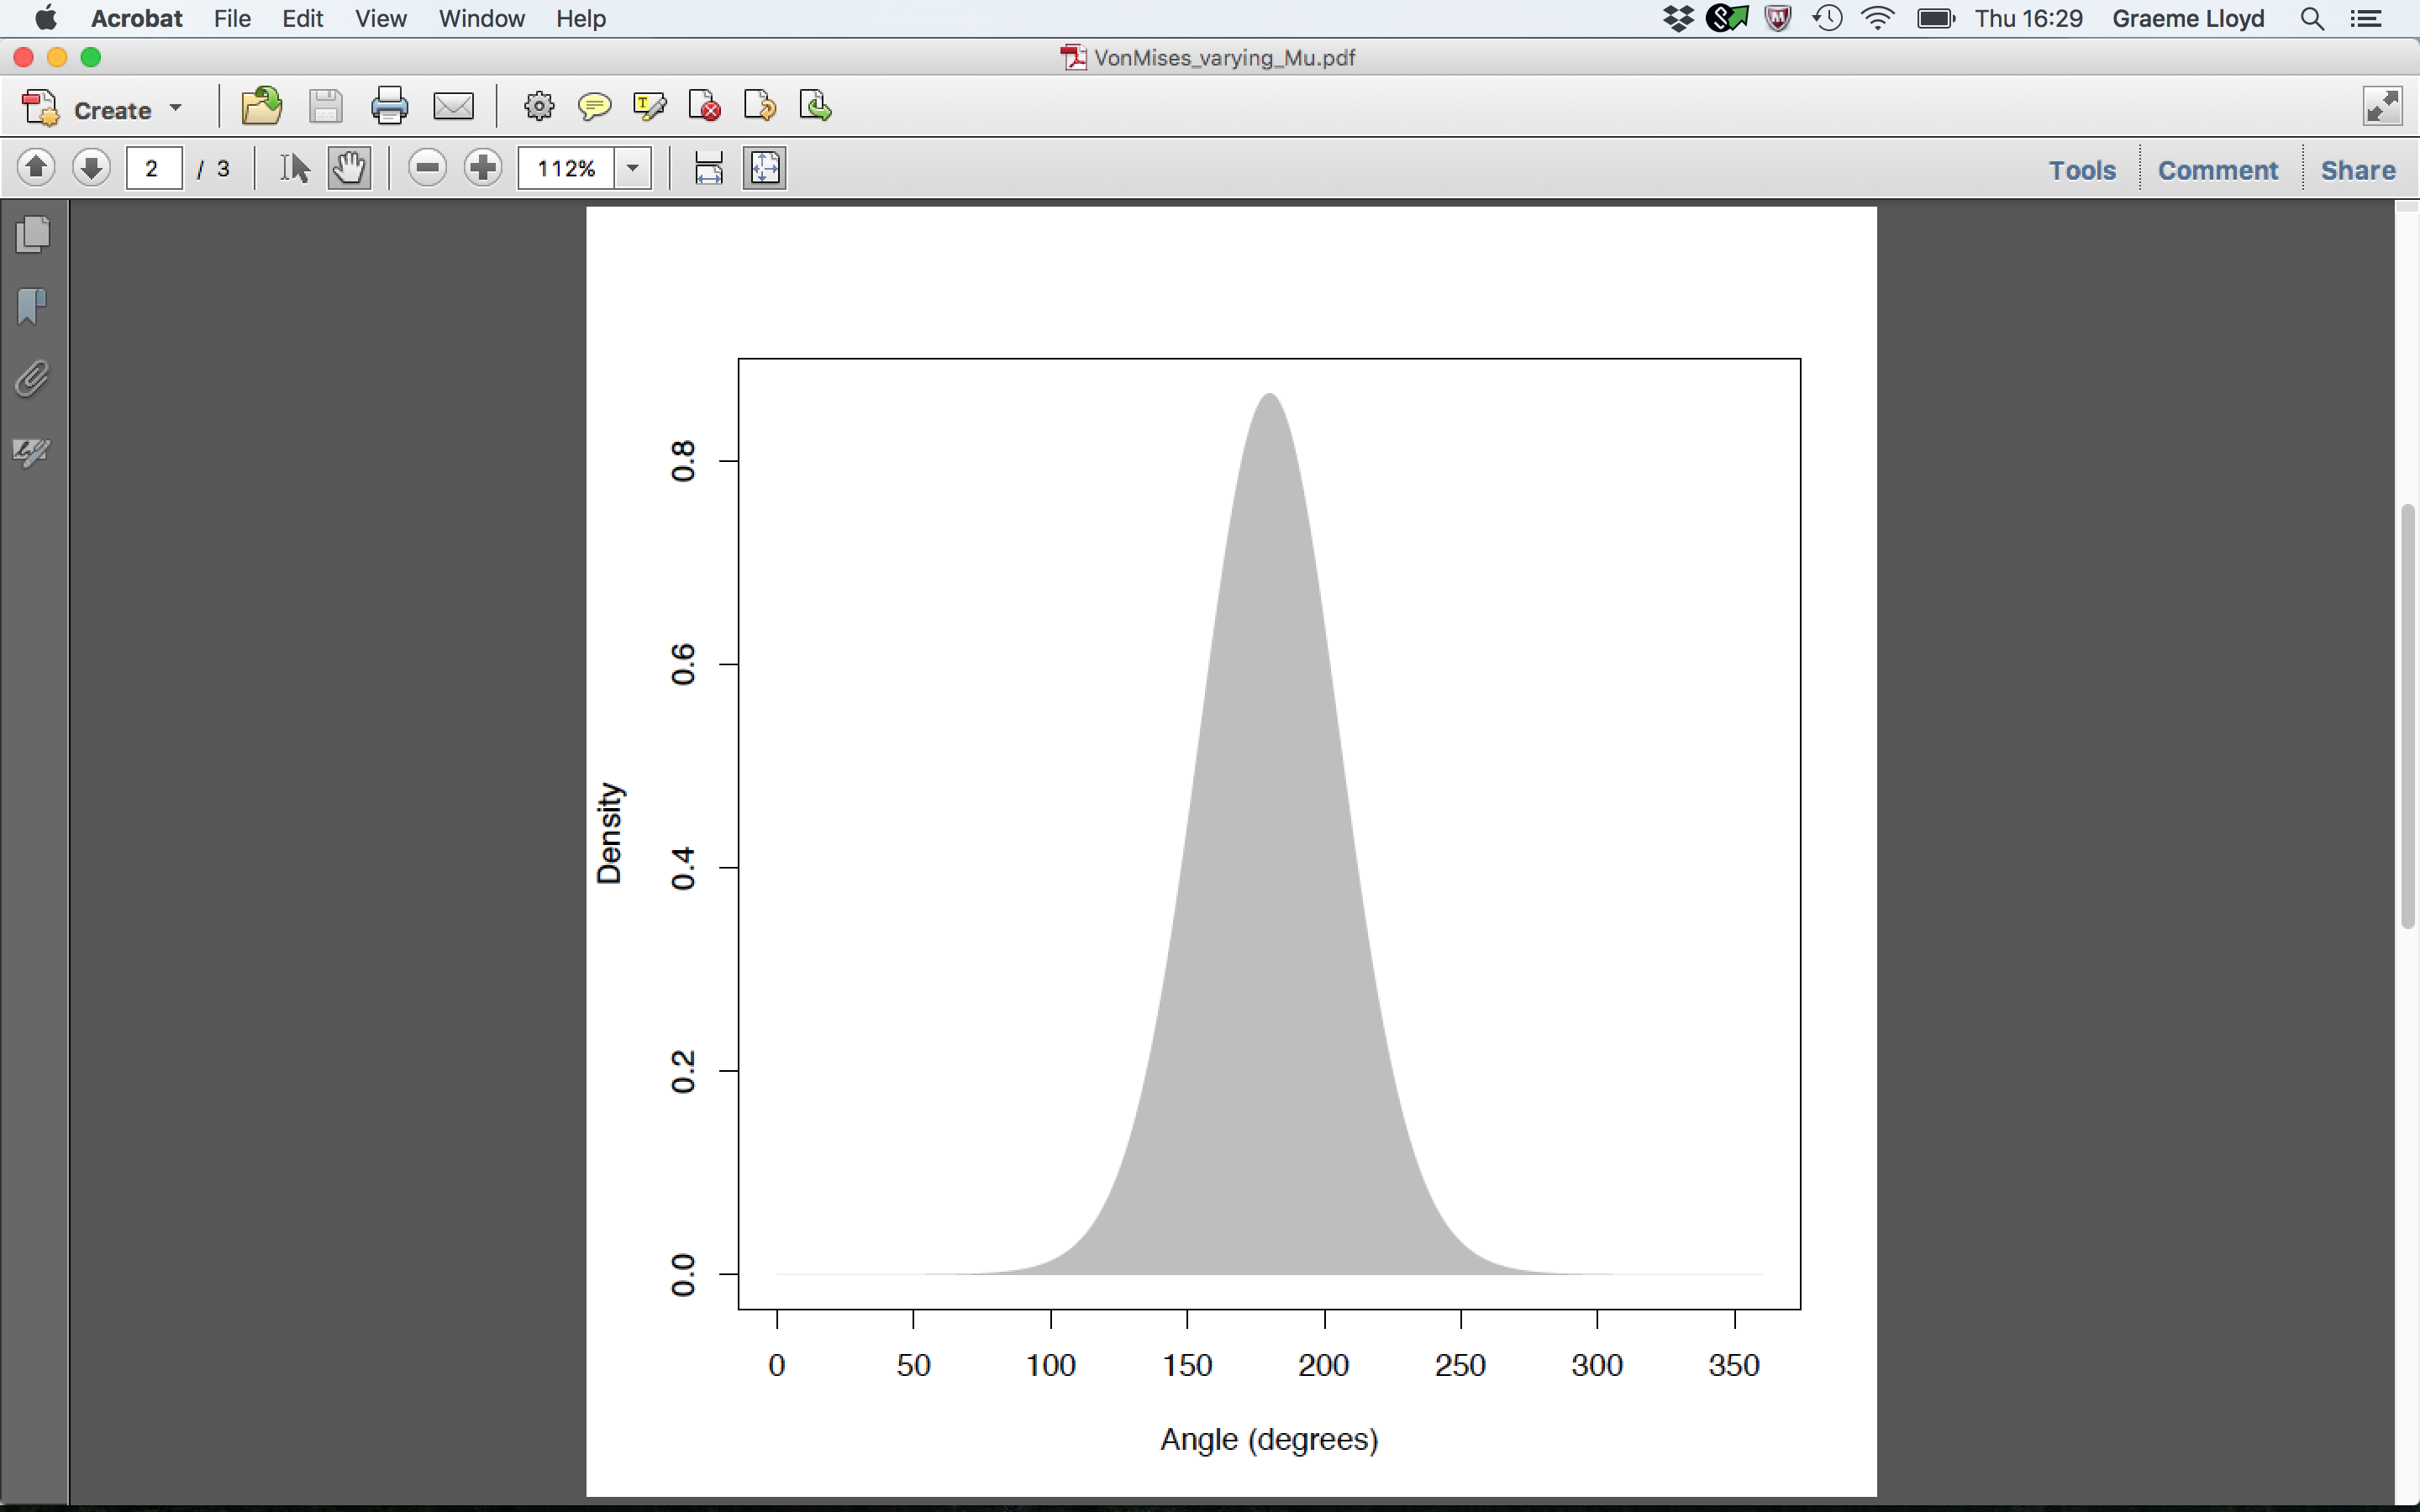 Acrobat File Edit View Window Help Thu 16:29 Graeme Lloyd
VonMises_varying_Mu.pdf
Create
2 / 3 112% Tools Comment Share
0.8
0.6
0.4
0.2
0.0
Density
0 50 100 150 200 250 300 350
Angle (degrees)